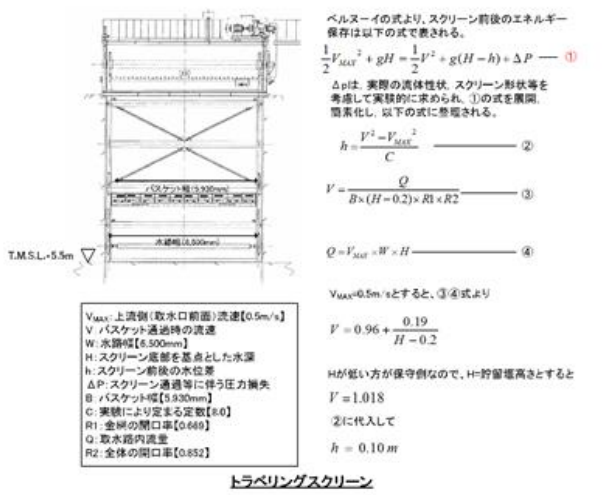 ベルヌーイの式より、スクリーン前後のエネルギー
保存は以下の式で表される。
1/2 V_MAX² + gH = 1/2 V² + g(H − h) + ΔP ― ①
Δpは、実際の流体性状、スクリーン形状等を
考慮して実験的に求められ、①の式を展開、
簡素化し、以下の式に整理される。
h = (V² − V_MAX²) / C ― ②
V = Q / (B × (H − 0.2) × R1 × R2) ― ③
Q = V_MAX × W × H ― ④
V_MAX=0.5m/sとすると、③④式より
V = 0.96 + 0.19 / (H − 0.2)
Hが低い方が保守側なので、H=貯留堰高さとすると
V = 1.018
②に代入して
h = 0.10 m
バスケット幅(5,930mm)
水路幅(6,500mm)
T.M.S.L.-5.5m
V_MAX: 上流側(取水口前面)流速【0.5m/s】
V バスケット通過時の流速
W: 水路幅【6,500mm】
H: スクリーン底部を基点とした水深
h: スクリーン前後の水位差
ΔP: スクリーン通過等に伴う圧力損失
B: バスケット幅【5,930mm】
C: 実験により定まる定数【8.0】
R1: 金網の開口率【0.669】
Q: 取水路内流量
R2: 全体の開口率【0.852】
トラベリングスクリーン